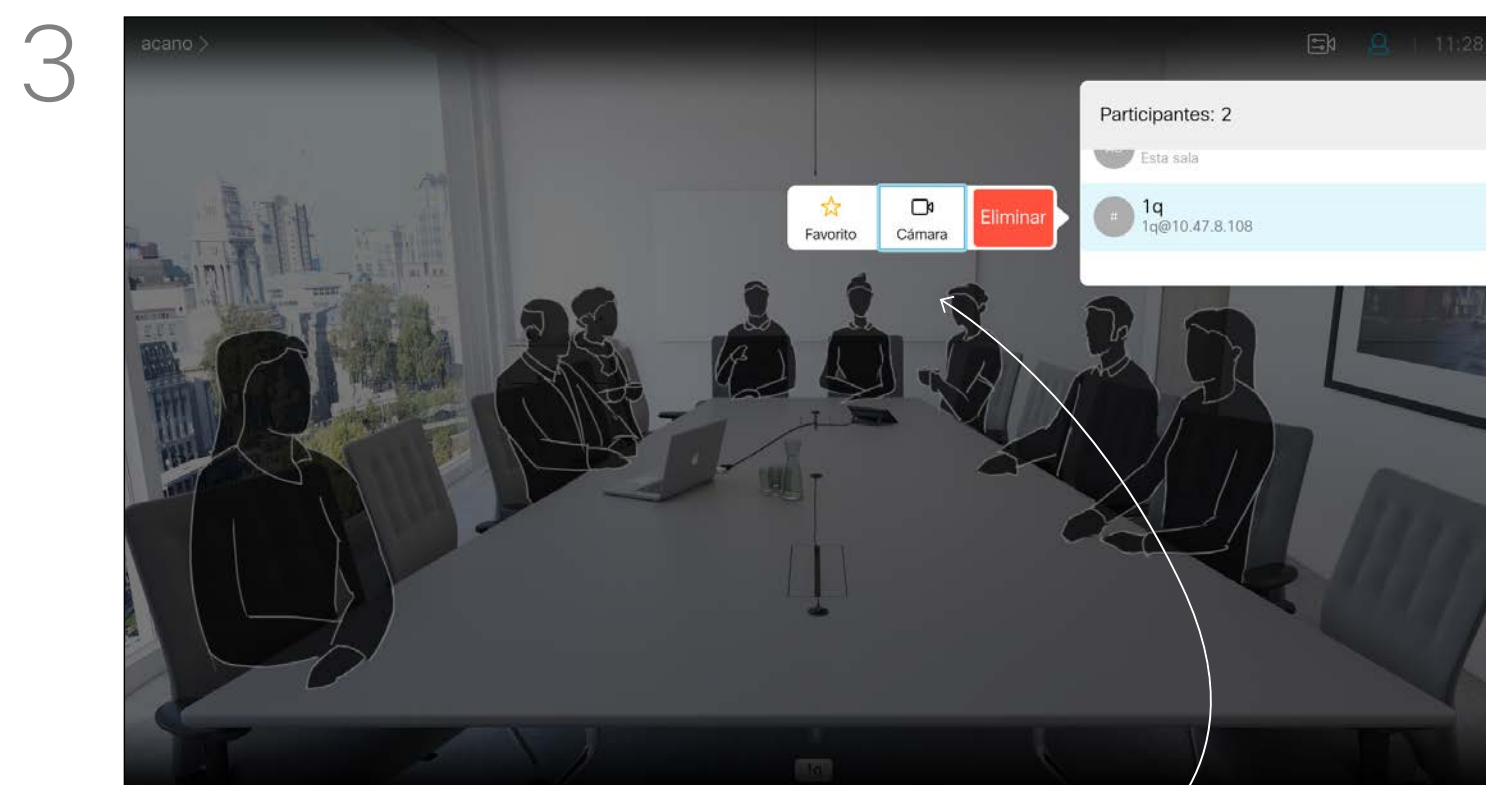 3
acano >
11:28
Participantes: 2
Esta sala
Favorito
Cámara
Eliminar
#
1q
1q@10.47.8.108
1q